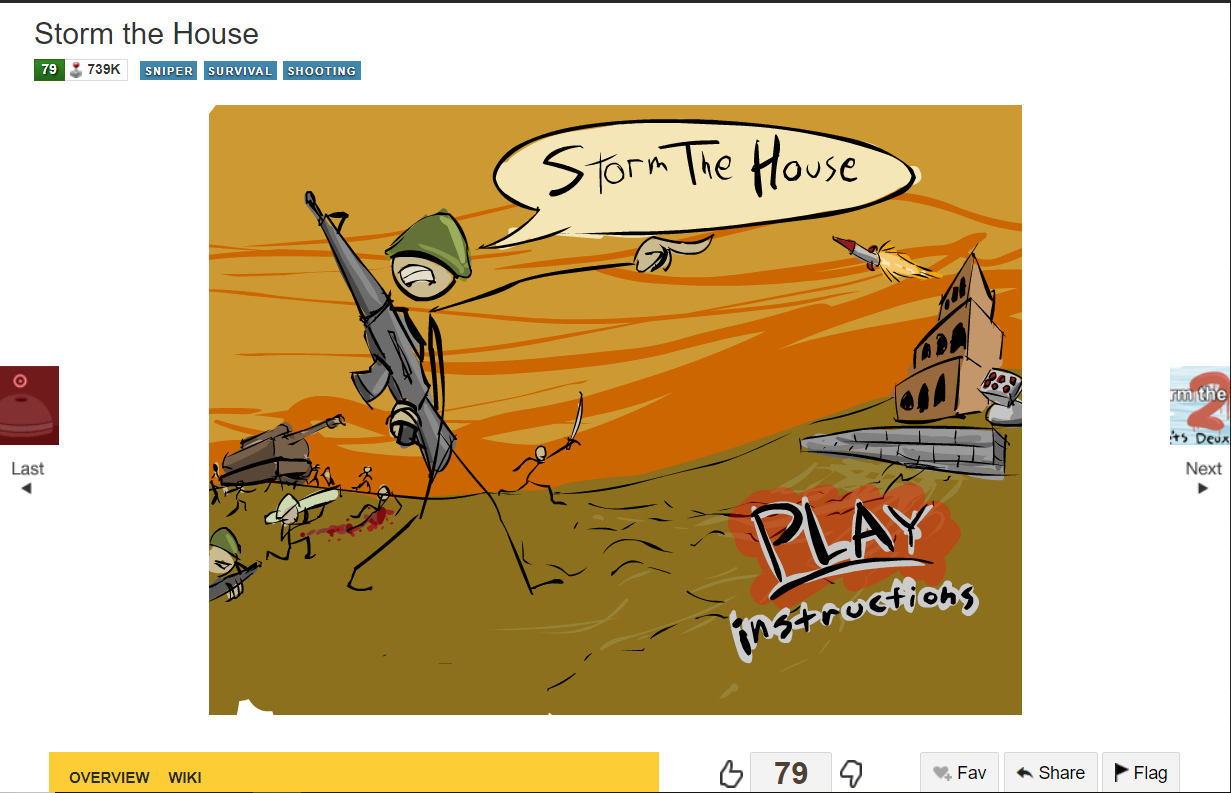 Storm the House
79 739K SNIPER SURVIVAL SHOOTING
Storm The House
Last
rm the
2
ts Deux
Next
PLAY
instructions
OVERVIEW WIKI
79 Fav Share Flag